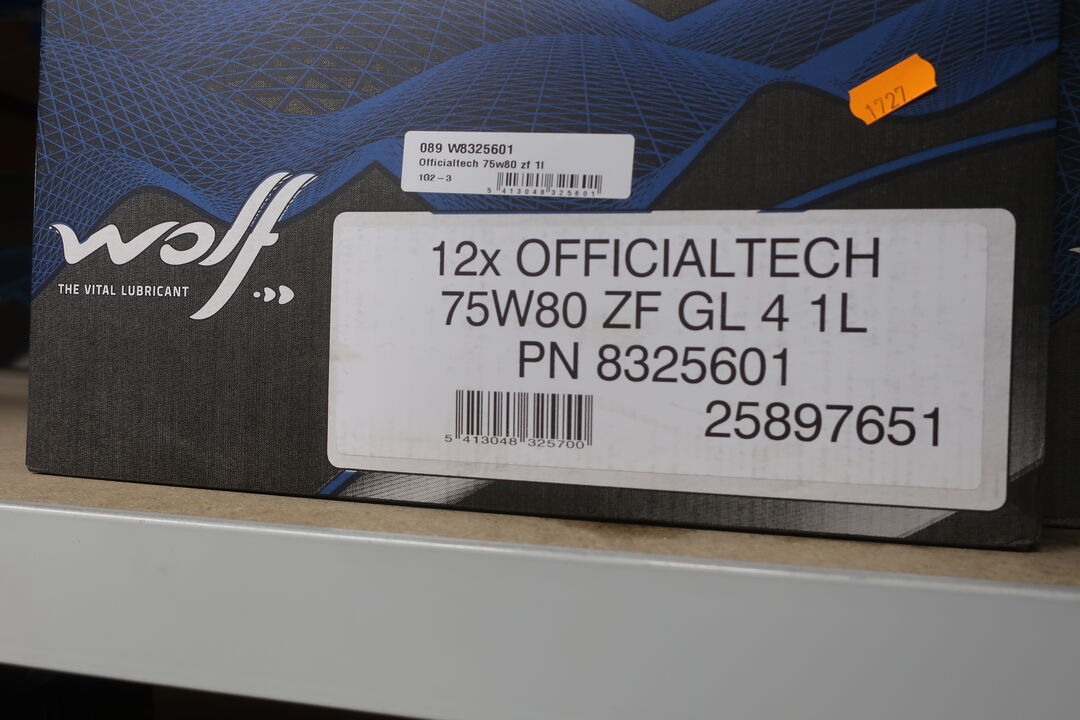 1727
089 W8325601
Officialtech 75w80 zf 1l
1G2-3
5 413048 325601
wolf
THE VITAL LUBRICANT
12x OFFICIALTECH
75W80 ZF GL 4 1L
PN 8325601
25897651
5 413048 325700